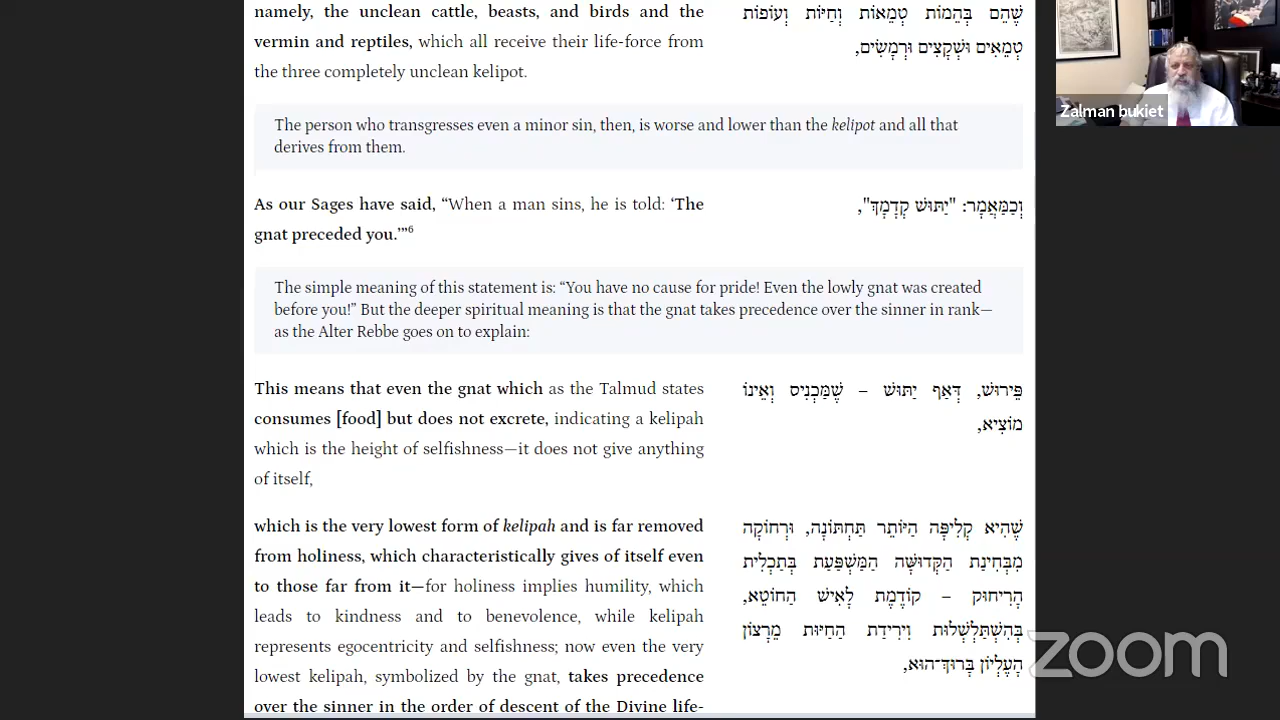 namely, the unclean cattle, beasts, and birds and the
vermin and reptiles, which all receive their life-force from
the three completely unclean kelipot.
שֶׁהֵם בְּהֵמוֹת טְמֵאוֹת וְחַיּוֹת וְעוֹפוֹת
טְמֵאִים וּשְׁקָצִים וּרְמָשִׂים,
The person who transgresses even a minor sin, then, is worse and lower than the kelipot and all that
derives from them.
As our Sages have said, “When a man sins, he is told: ‘The
gnat preceded you.’”6
וְכַמַּאֲמָר: "יַתּוּשׁ קְדָמְךָ",
The simple meaning of this statement is: “You have no cause for pride! Even the lowly gnat was created
before you!” But the deeper spiritual meaning is that the gnat takes precedence over the sinner in rank—
as the Alter Rebbe goes on to explain:
This means that even the gnat which as the Talmud states
consumes [food] but does not excrete, indicating a kelipah
which is the height of selfishness—it does not give anything
of itself,
פֵּירוּשׁ, דְּאַף יַתּוּשׁ – שֶׁמַּכְנִיס וְאֵינוֹ
מוֹצִיא,
which is the very lowest form of kelipah and is far removed
from holiness, which characteristically gives of itself even
to those far from it—for holiness implies humility, which
leads to kindness and to benevolence, while kelipah
represents egocentricity and selfishness; now even the very
lowest kelipah, symbolized by the gnat, takes precedence
over the sinner in the order of descent of the Divine life-
שֶׁהִיא קְלִיפָּה הַיּוֹתֵר תַּחְתּוֹנָה, וּרְחוֹקָה
מִבְּחִינַת הַקְּדוּשָּׁה הַמַּשְׁפַּעַת בְּתַכְלִית
הָרִיחוּק – קוֹדֶמֶת לָאִישׁ הַחוֹטֵא,
בְּהִשְׁתַּלְשְׁלוּת וִירִידַת הַחַיּוּת מֵרְצוֹן
הָעֶלְיוֹן בָּרוּךְ־הוּא,
Zalman bukiet
zoom